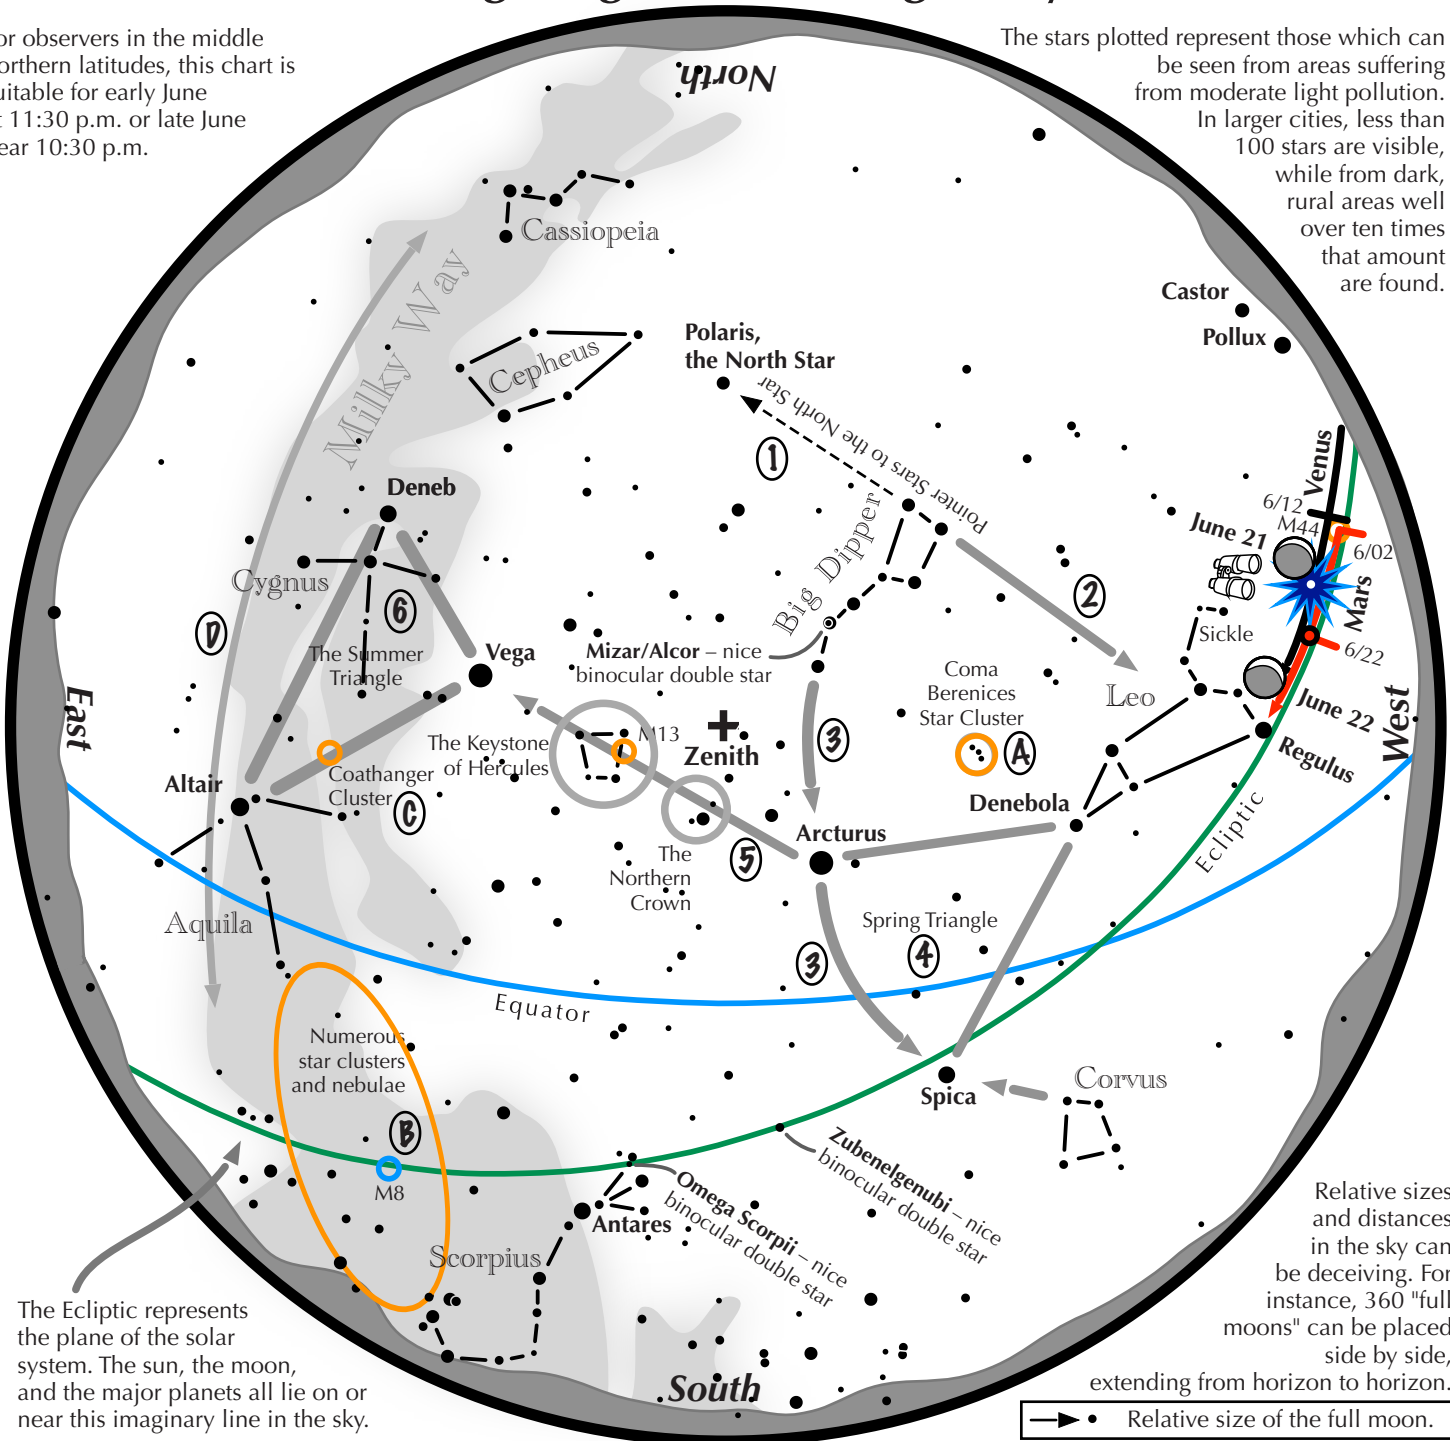 or observers in the middle
orthern latitudes, this chart is
uitable for early June
t 11:30 p.m. or late June
ear 10:30 p.m.
The stars plotted represent those which can
be seen from areas suffering
from moderate light pollution.
In larger cities, less than
100 stars are visible,
while from dark,
rural areas well
over ten times
that amount
are found.
North
Cassiopeia
Milky Way
Cepheus
Polaris,
the North Star
Castor
Pollux
Pointer Stars to the North Star
1
Deneb
Big Dipper
Venus
6/12
M44
June 21
6/02
Mars
Cygnus
6
2
D
Sickle
6/22
The Summer
Triangle
Vega
Mizar/Alcor – nice
binocular double star
Coma
Berenices
Star Cluster
A
Leo
June 22
East
West
M13
The Keystone
of Hercules
Zenith
3
Regulus
Altair
Coathanger
Cluster
C
Denebola
Arcturus
5
The
Northern
Crown
Ecliptic
Aquila
Spring Triangle
4
3
Equator
Numerous
star clusters
and nebulae
B
M8
Spica
Corvus
Zubenelgenubi – nice
binocular double star
Omega Scorpii – nice
binocular double star
Antares
Scorpius
South
The Ecliptic represents
the plane of the solar
system. The sun, the moon,
and the major planets all lie on or
near this imaginary line in the sky.
Relative sizes
and distances
in the sky can
be deceiving. For
instance, 360 "full
moons" can be placed
side by side,
extending from horizon to horizon.
Relative size of the full moon.